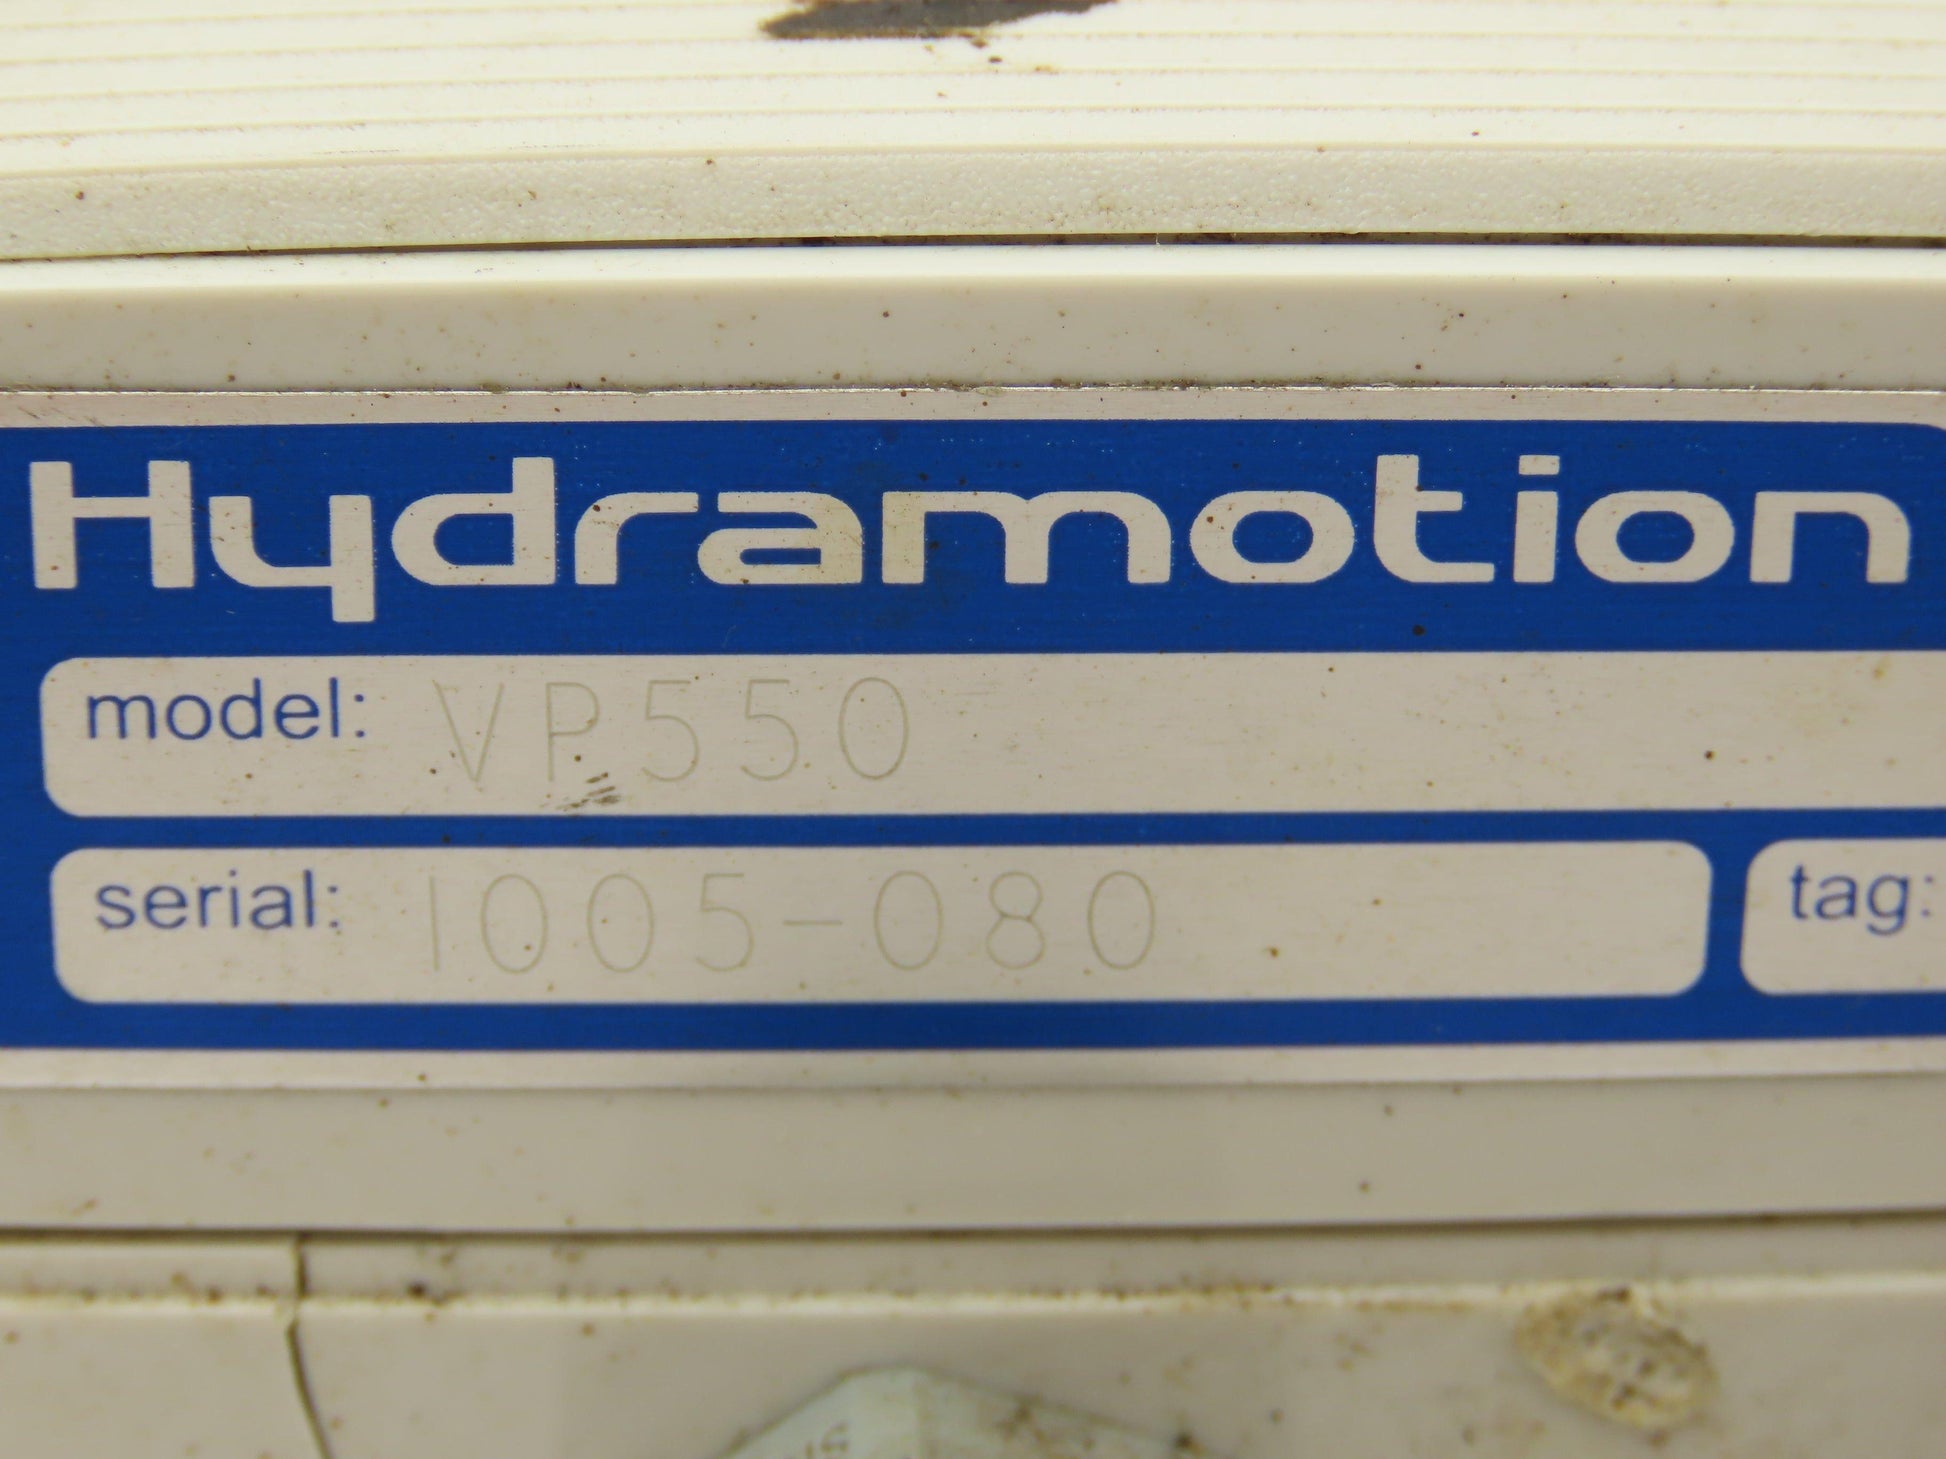 Hydramotion
model: VP550
serial: 1005-080
tag: